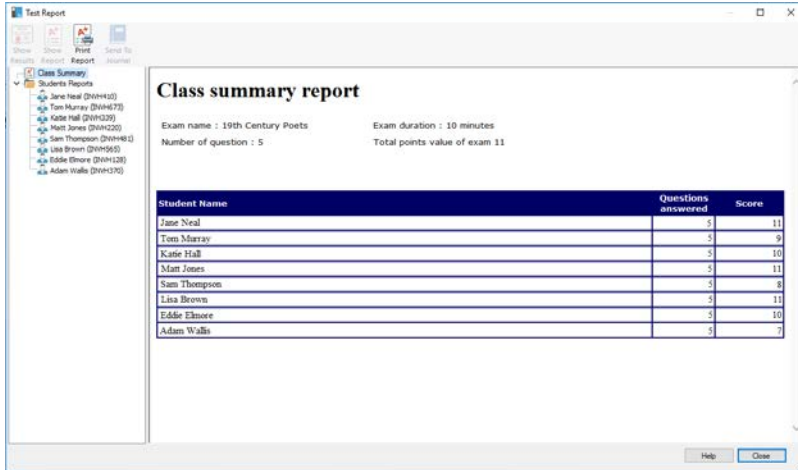 Test Report
Show Results
Show Report
Print Report
Send To Journal
Class Summary
Students Reports
Jane Neal (INVH410)
Tom Murray (INVH673)
Katie Hall (INVH339)
Matt Jones (INVH220)
Sam Thompson (INVH481)
Lisa Brown (INVH565)
Eddie Elmore (INVH128)
Adam Wallis (INVH370)
Class summary report
Exam name : 19th Century Poets Exam duration : 10 minutes
Number of question : 5 Total points value of exam 11
Student Name Questions answered Score
Jane Neal 5 11
Tom Murray 5 9
Katie Hall 5 10
Matt Jones 5 11
Sam Thompson 5 8
Lisa Brown 5 11
Eddie Elmore 5 10
Adam Wallis 5 7
Help Close